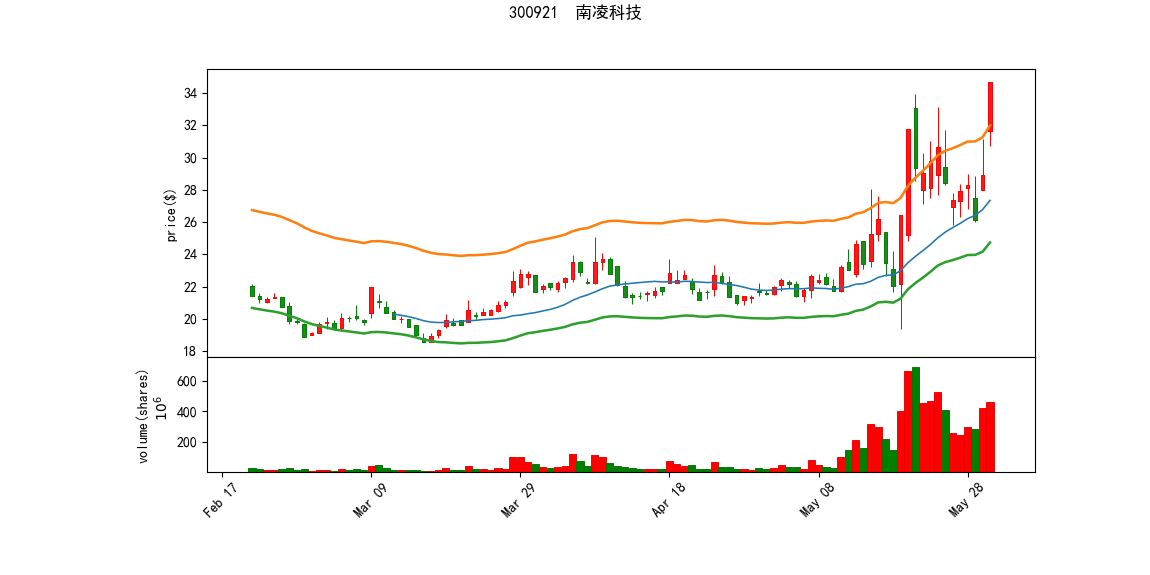 300921 南凌科技
price($)
34
32
30
28
26
24
22
20
18
volume(shares)
10^6
600
400
200
Feb 17
Mar 09
Mar 29
Apr 18
May 08
May 28